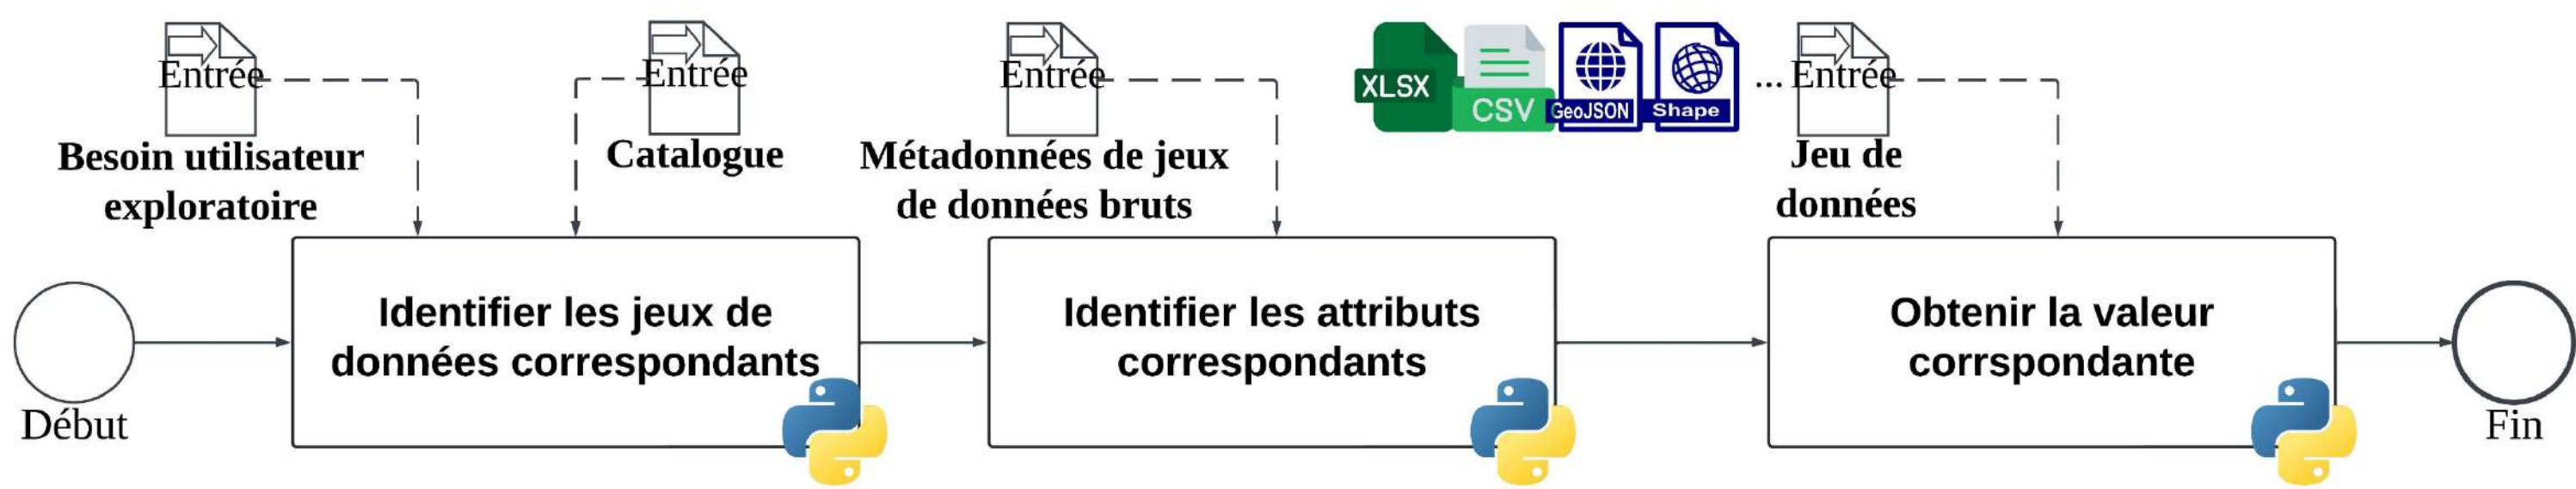 Entrée
Besoin utilisateur
exploratoire
Entrée
Catalogue
Entrée
Métadonnées de jeux
de données bruts
XLSX
CSV
GeoJSON
Shape
... Entrée
Jeu de
données
Début
Identifier les jeux de
données correspondants
Identifier les attributs
correspondants
Obtenir la valeur
corrspondante
Fin